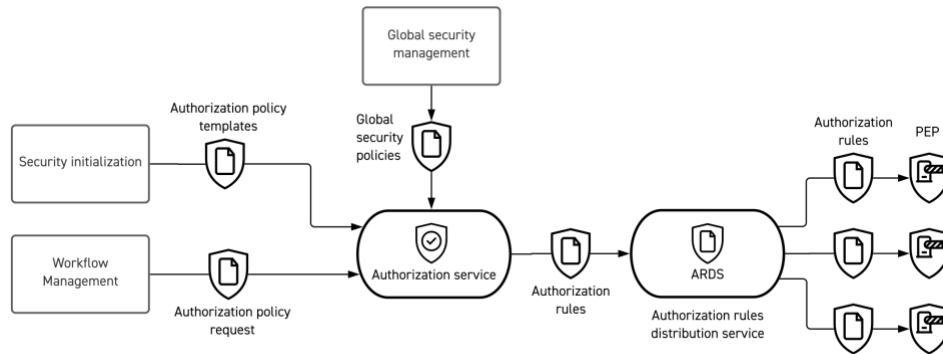 Global security
management
Authorization policy
templates
Global
security
policies
Authorization
rules
PEP
Security initialization
Workflow
Management
Authorization service
ARDS
Authorization policy
request
Authorization
rules
Authorization rules
distribution service